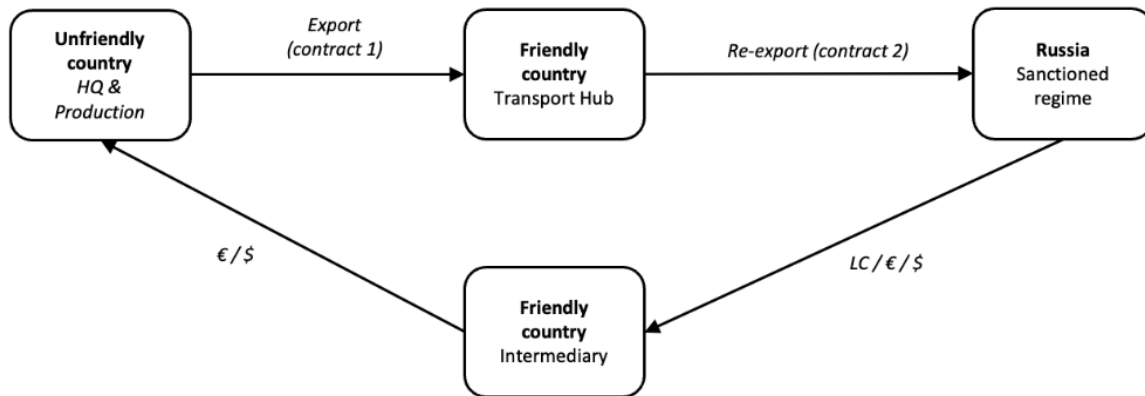 Unfriendly
country
HQ &
Production
Export
(contract 1)
Friendly
country
Transport Hub
Re-export (contract 2)
Russia
Sanctioned
regime
€ / $
LC / € / $
Friendly
country
Intermediary